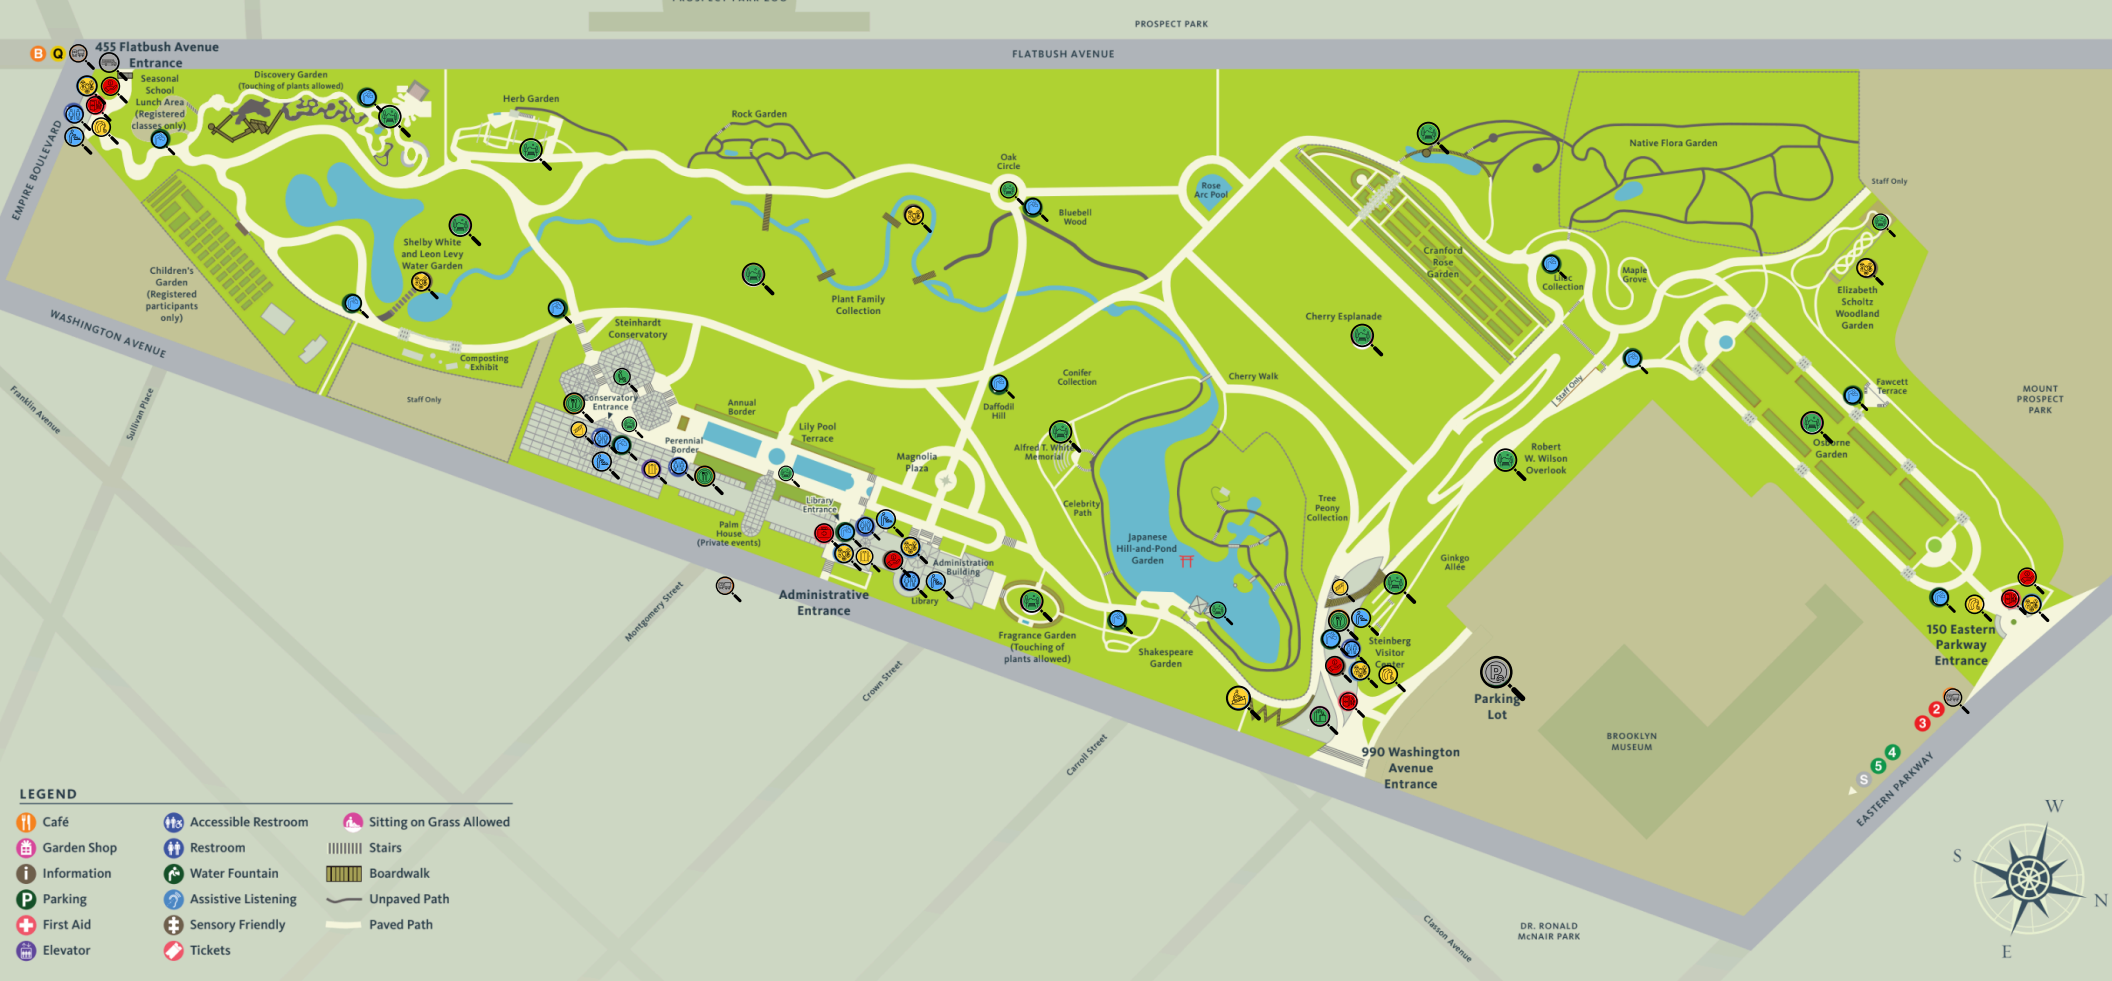 PROSPECT PARK
FLATBUSH AVENUE
B
Q
455 Flatbush Avenue
Entrance
Seasonal
School
Lunch Area
(Registered
classes only)
Discovery Garden
(Touching of plants allowed)
Herb Garden
Rock Garden
Oak
Circle
Bluebell
Wood
Rose
Arc Pool
Native Flora Garden
Staff Only
EMPIRE BOULEVARD
Children's
Garden
(Registered
participants
only)
Shelby White
and Leon Levy
Water Garden
Plant Family
Collection
Cranford
Rose
Garden
Lilac
Collection
Maple
Grove
Elizabeth
Scholtz
Woodland
Garden
WASHINGTON AVENUE
Steinhardt
Conservatory
Cherry Esplanade
Composting
Exhibit
Staff Only
Conservatory
Entrance
Annual
Border
Daffodil
Hill
Conifer
Collection
Cherry Walk
Staff Only
Fawcett
Terrace
MOUNT
PROSPECT
PARK
Franklin Avenue
Sullivan Place
Perennial
Border
Lily Pool
Terrace
Magnolia
Plaza
Alfred T. White
Memorial
Robert
W. Wilson
Overlook
Osborne
Garden
Library
Entrance
Palm
House
(Private events)
Celebrity
Path
Tree
Peony
Collection
Japanese
Hill-and-Pond
Garden
Ginkgo
Allée
Administration
Building
Library
Administrative
Entrance
Montgomery Street
Fragrance Garden
(Touching of
plants allowed)
Shakespeare
Garden
Steinberg
Visitor
Center
P
Parking
Lot
150 Eastern
Parkway
Entrance
Crown Street
Carroll Street
990 Washington
Avenue
Entrance
BROOKLYN
MUSEUM
2
3
4
5
S
EASTERN PARKWAY
Classon Avenue
DR. RONALD
McNAIR PARK
W
S
N
E
LEGEND
Café
Garden Shop
Information
Parking
First Aid
Elevator
Accessible Restroom
Restroom
Water Fountain
Assistive Listening
Sensory Friendly
Tickets
Sitting on Grass Allowed
Stairs
Boardwalk
Unpaved Path
Paved Path